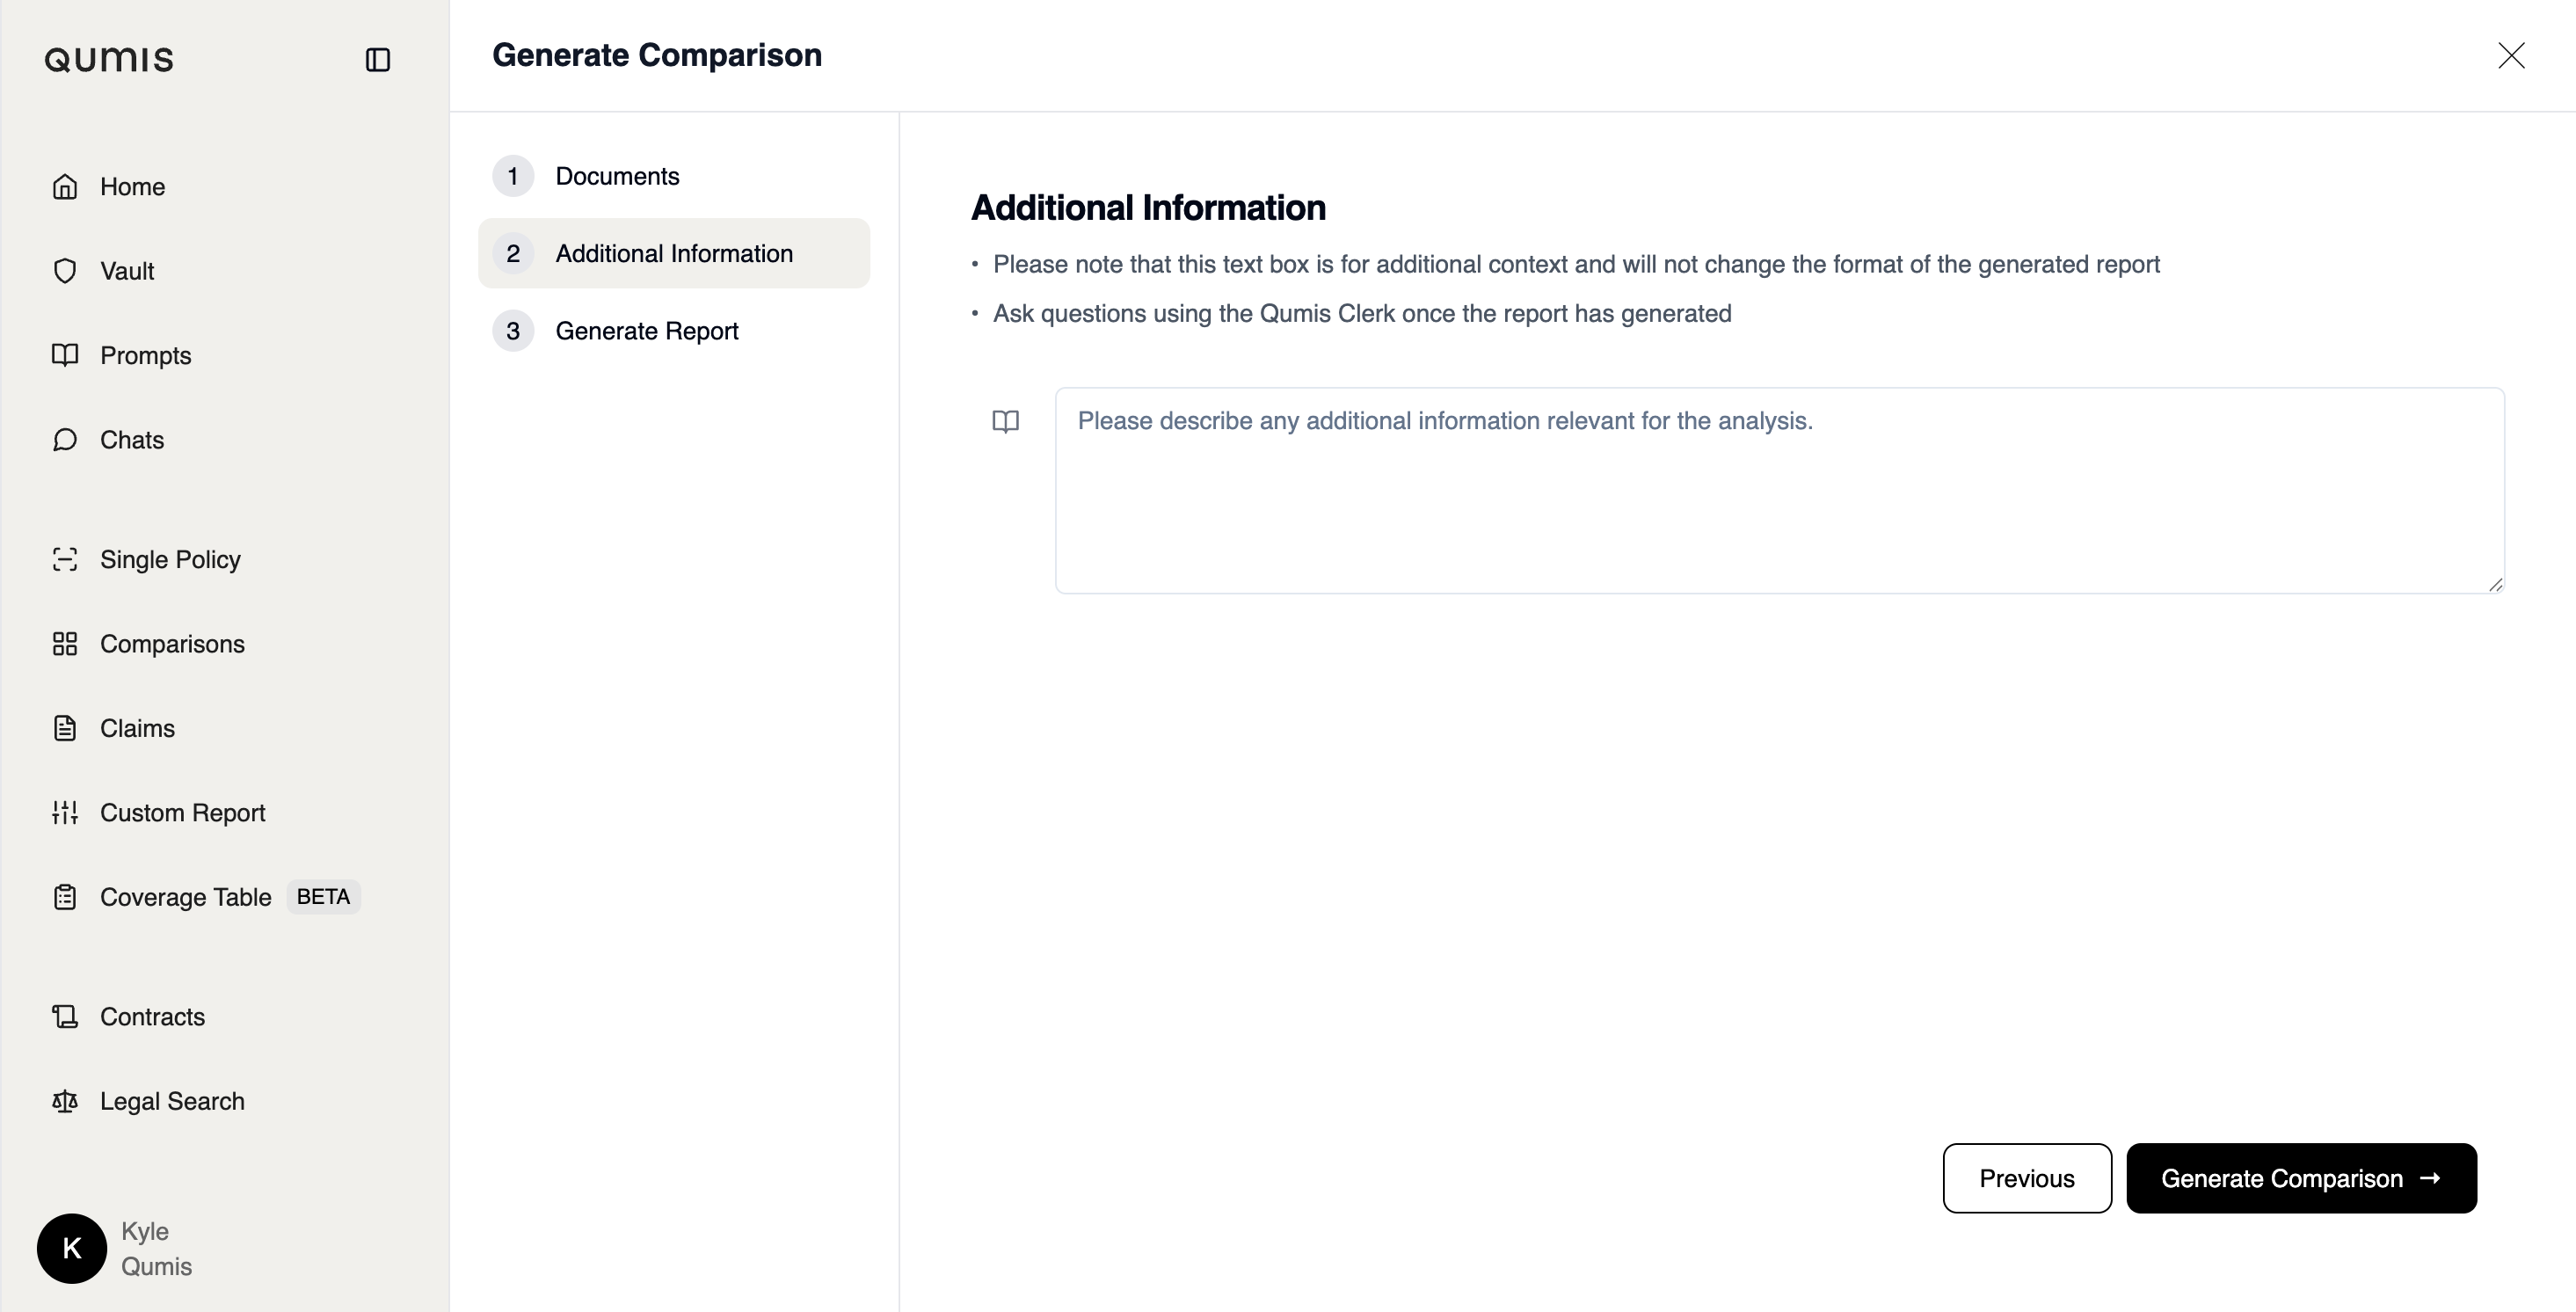 Qumis
Home
Vault
Prompts
Chats
Single Policy
Comparisons
Claims
Custom Report
Coverage Table BETA
Contracts
Legal Search
K
Kyle
Qumis
Generate Comparison
1 Documents
2 Additional Information
3 Generate Report
Additional Information
• Please note that this text box is for additional context and will not change the format of the generated report
• Ask questions using the Qumis Clerk once the report has generated
Please describe any additional information relevant for the analysis.
Previous
Generate Comparison →